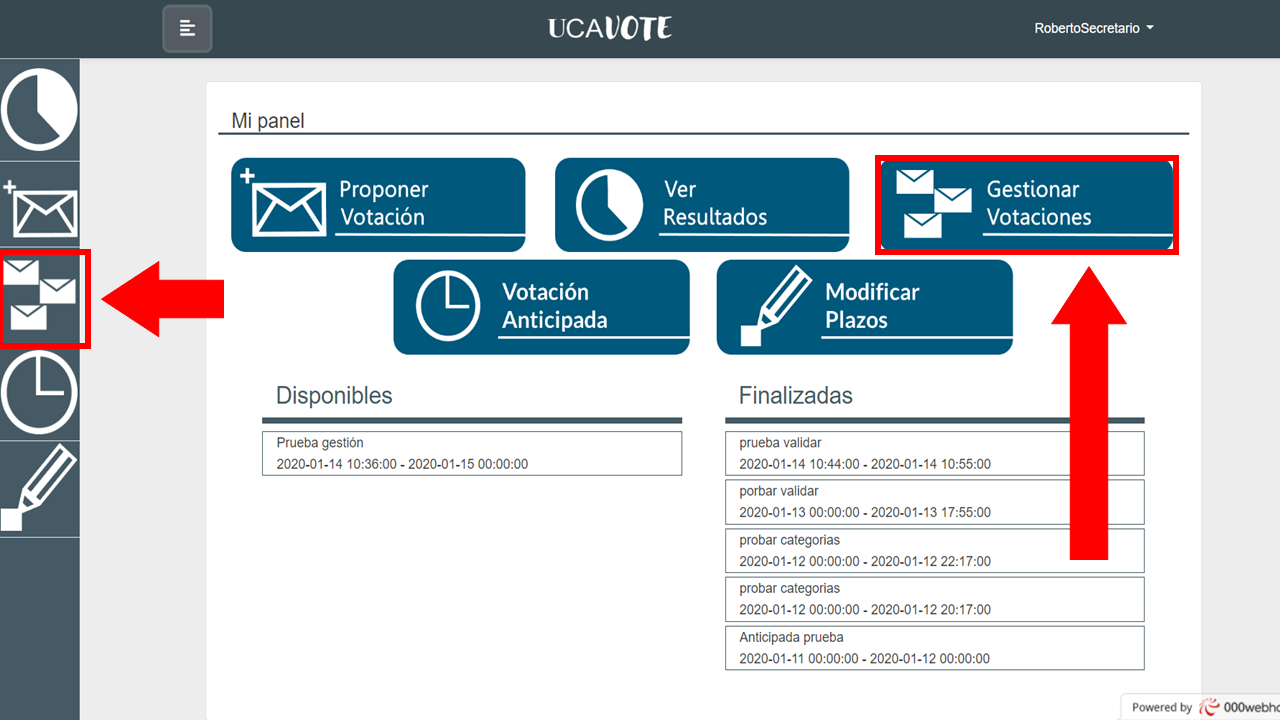 UCAVOTE
RobertoSecretario
Mi panel
Proponer
Votación
Ver
Resultados
Gestionar
Votaciones
Votación
Anticipada
Modificar
Plazos
Disponibles
Prueba gestión
2020-01-14 10:36:00 - 2020-01-15 00:00:00
Finalizadas
prueba validar
2020-01-14 10:44:00 - 2020-01-14 10:55:00
porbar validar
2020-01-13 00:00:00 - 2020-01-13 17:55:00
probar categorias
2020-01-12 00:00:00 - 2020-01-12 22:17:00
probar categorias
2020-01-12 00:00:00 - 2020-01-12 20:17:00
Anticipada prueba
2020-01-11 00:00:00 - 2020-01-12 00:00:00
Powered by